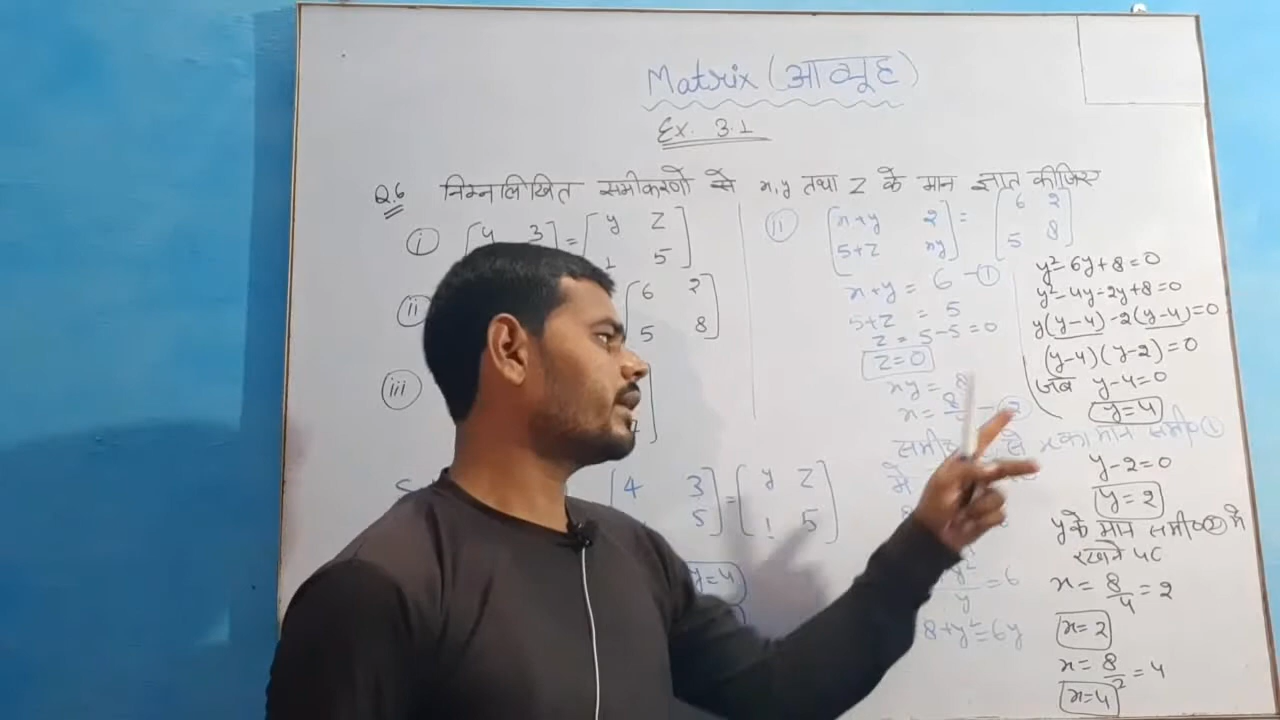 Matrix (आव्यूह)
Ex. 3.1
Q.6 निम्नलिखित समीकरणों से x, y तथा Z के मान ज्ञात कीजिए
(i) [4 3] = [y Z]
1 5]
(ii) [6 2]
5 8]
(iii)
[4 3] = [y Z]
5] 1 5]
y=4
(ii) [x+y 2] = [6 2]
[5+Z xy] [5 8]
x+y = 6 —(1)
5+Z = 5
Z = 5-5=0
Z=0
xy = 8
x= 8 — (2)
से x का मान समी० (1)
में
=6
y
8+y²=6y
y²-6y+8=0
y²-4y-2y+8=0
y(y-4)-2(y-4)=0
(y-4)(y-2)=0
जब y-4=0
y=4
y-2=0
y=2
y के मान समी०(2) में
रखने पर
x= 8/4 =2
x=2
x= 8/2 =4
x=4